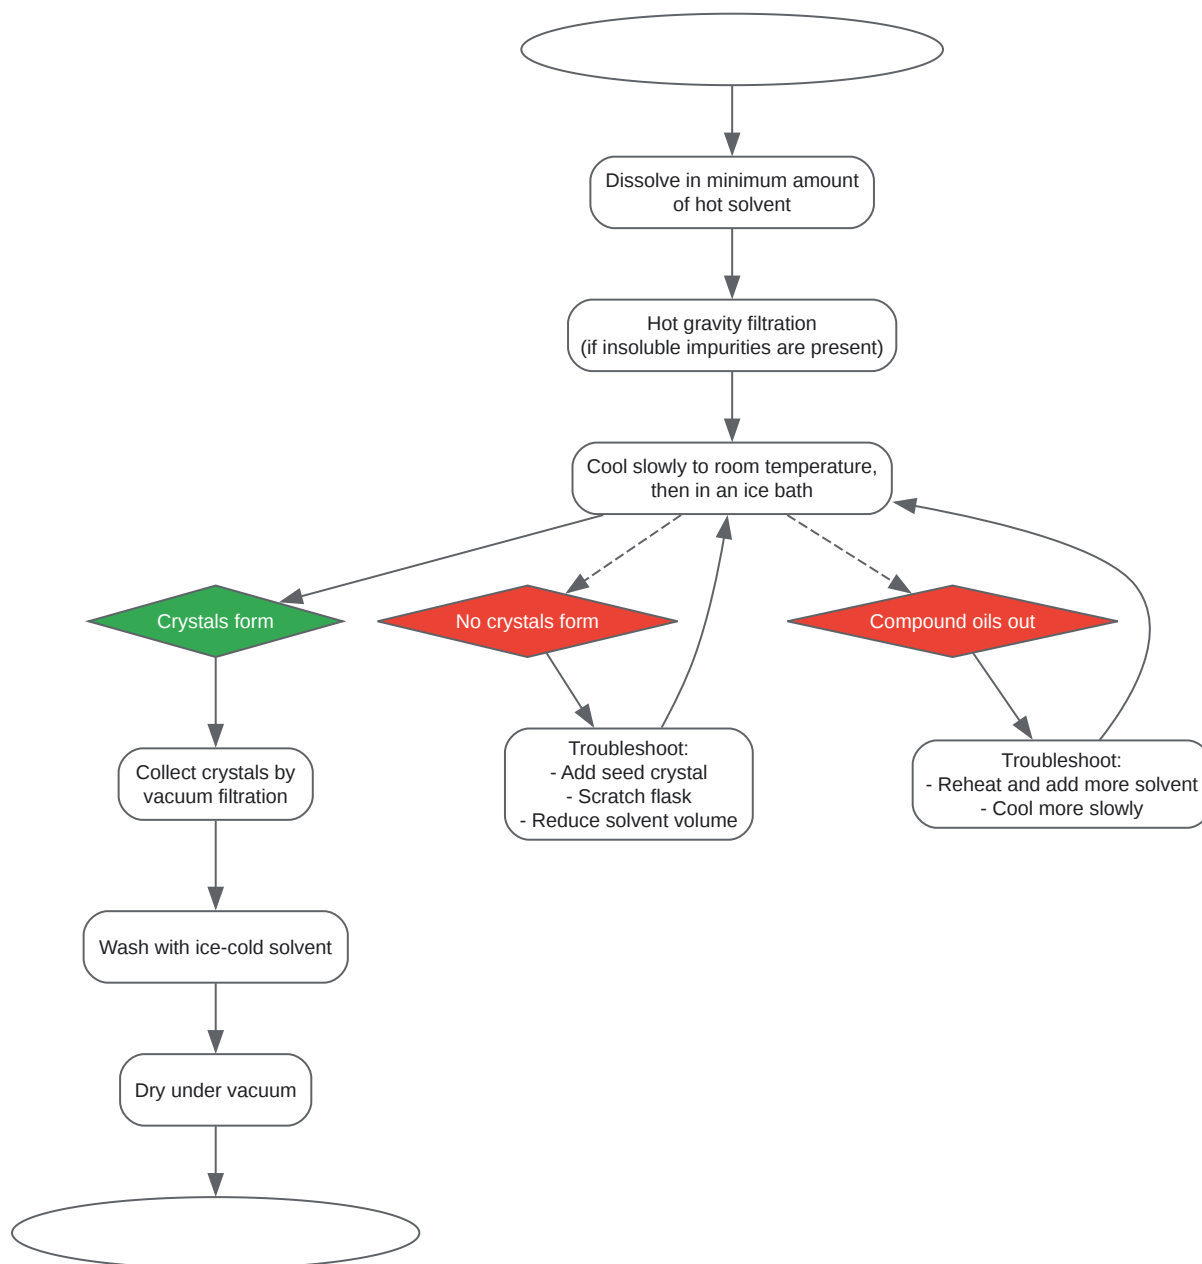 Dissolve in minimum amount
of hot solvent
Hot gravity filtration
(if insoluble impurities are present)
Cool slowly to room temperature,
then in an ice bath
Crystals form
No crystals form
Compound oils out
Collect crystals by
vacuum filtration
Troubleshoot:
- Add seed crystal
- Scratch flask
- Reduce solvent volume
Troubleshoot:
- Reheat and add more solvent
- Cool more slowly
Wash with ice-cold solvent
Dry under vacuum